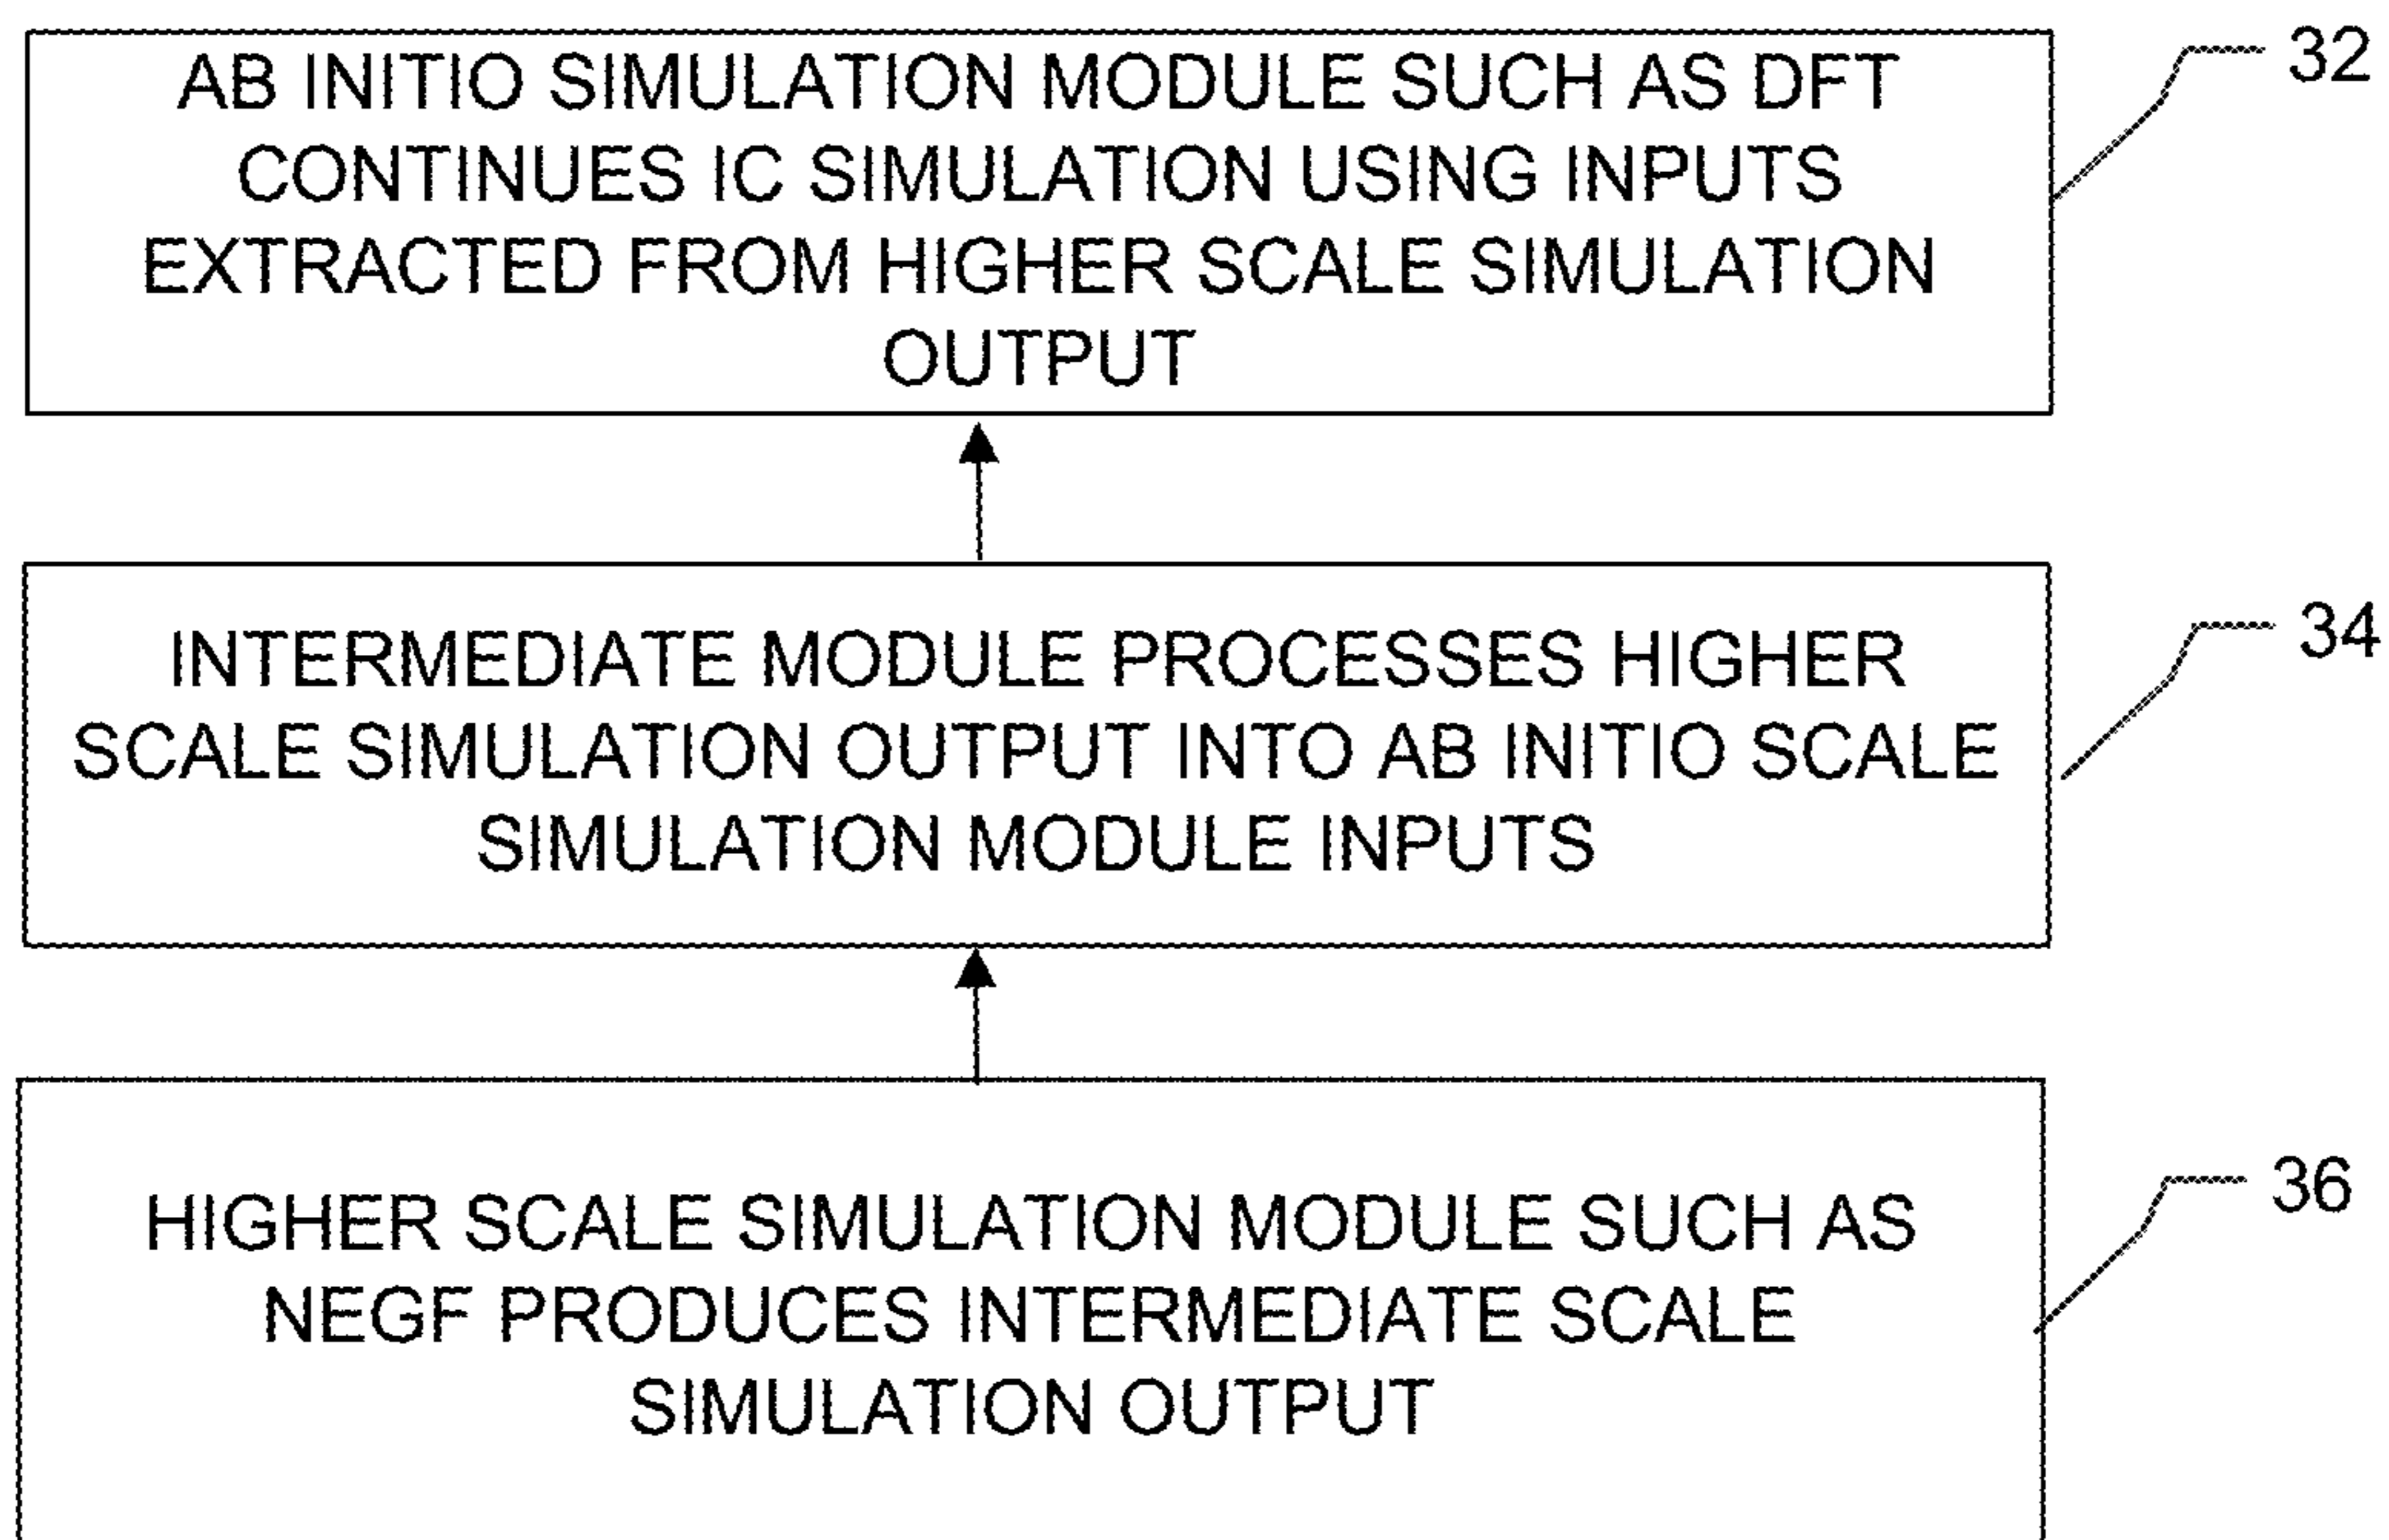 AB INITIO SIMULATION MODULE SUCH AS DFT
CONTINUES IC SIMULATION USING INPUTS
EXTRACTED FROM HIGHER SCALE SIMULATION
OUTPUT
32
INTERMEDIATE MODULE PROCESSES HIGHER
SCALE SIMULATION OUTPUT INTO AB INITIO SCALE
SIMULATION MODULE INPUTS
34
HIGHER SCALE SIMULATION MODULE SUCH AS
NEGF PRODUCES INTERMEDIATE SCALE
SIMULATION OUTPUT
36